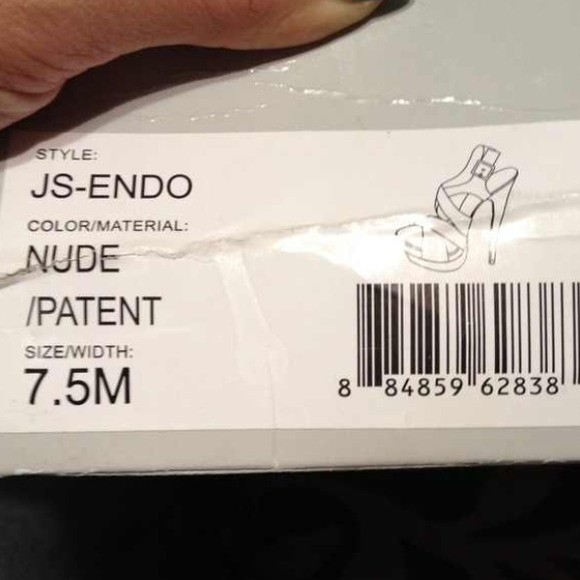 STYLE:
JS-ENDO
COLOR/MATERIAL:
NUDE
/PATENT
SIZE/WIDTH:
7.5M
8 84859 62838